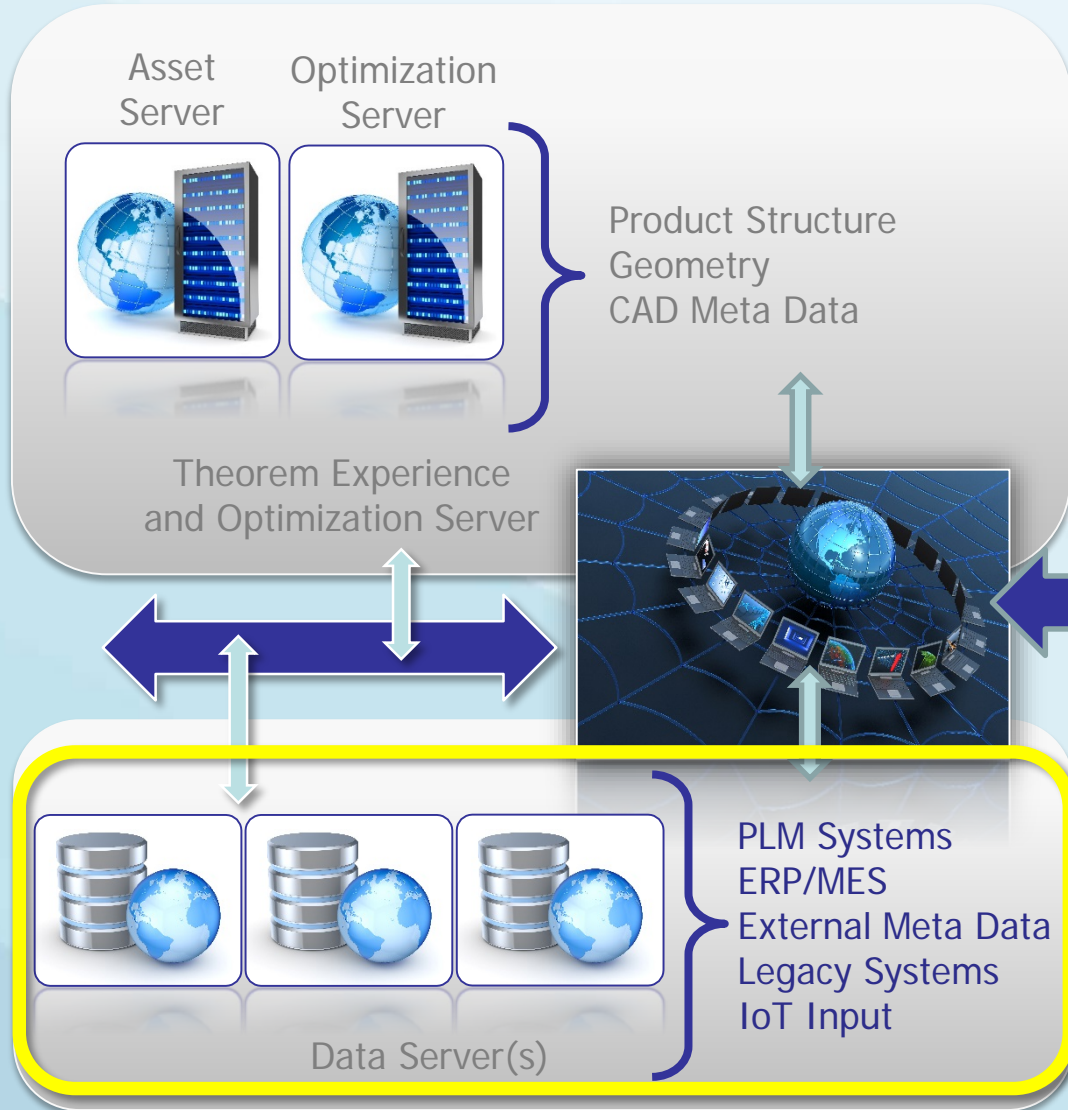 Asset
Server
Optimization
Server
Product Structure
Geometry
CAD Meta Data
Theorem Experience
and Optimization Server
PLM Systems
ERP/MES
External Meta Data
Legacy Systems
IoT Input
Data Server(s)